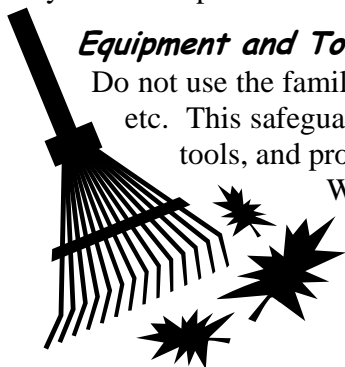 Equipment and To
Do not use the famil
etc. This safegua
tools, and pro
W